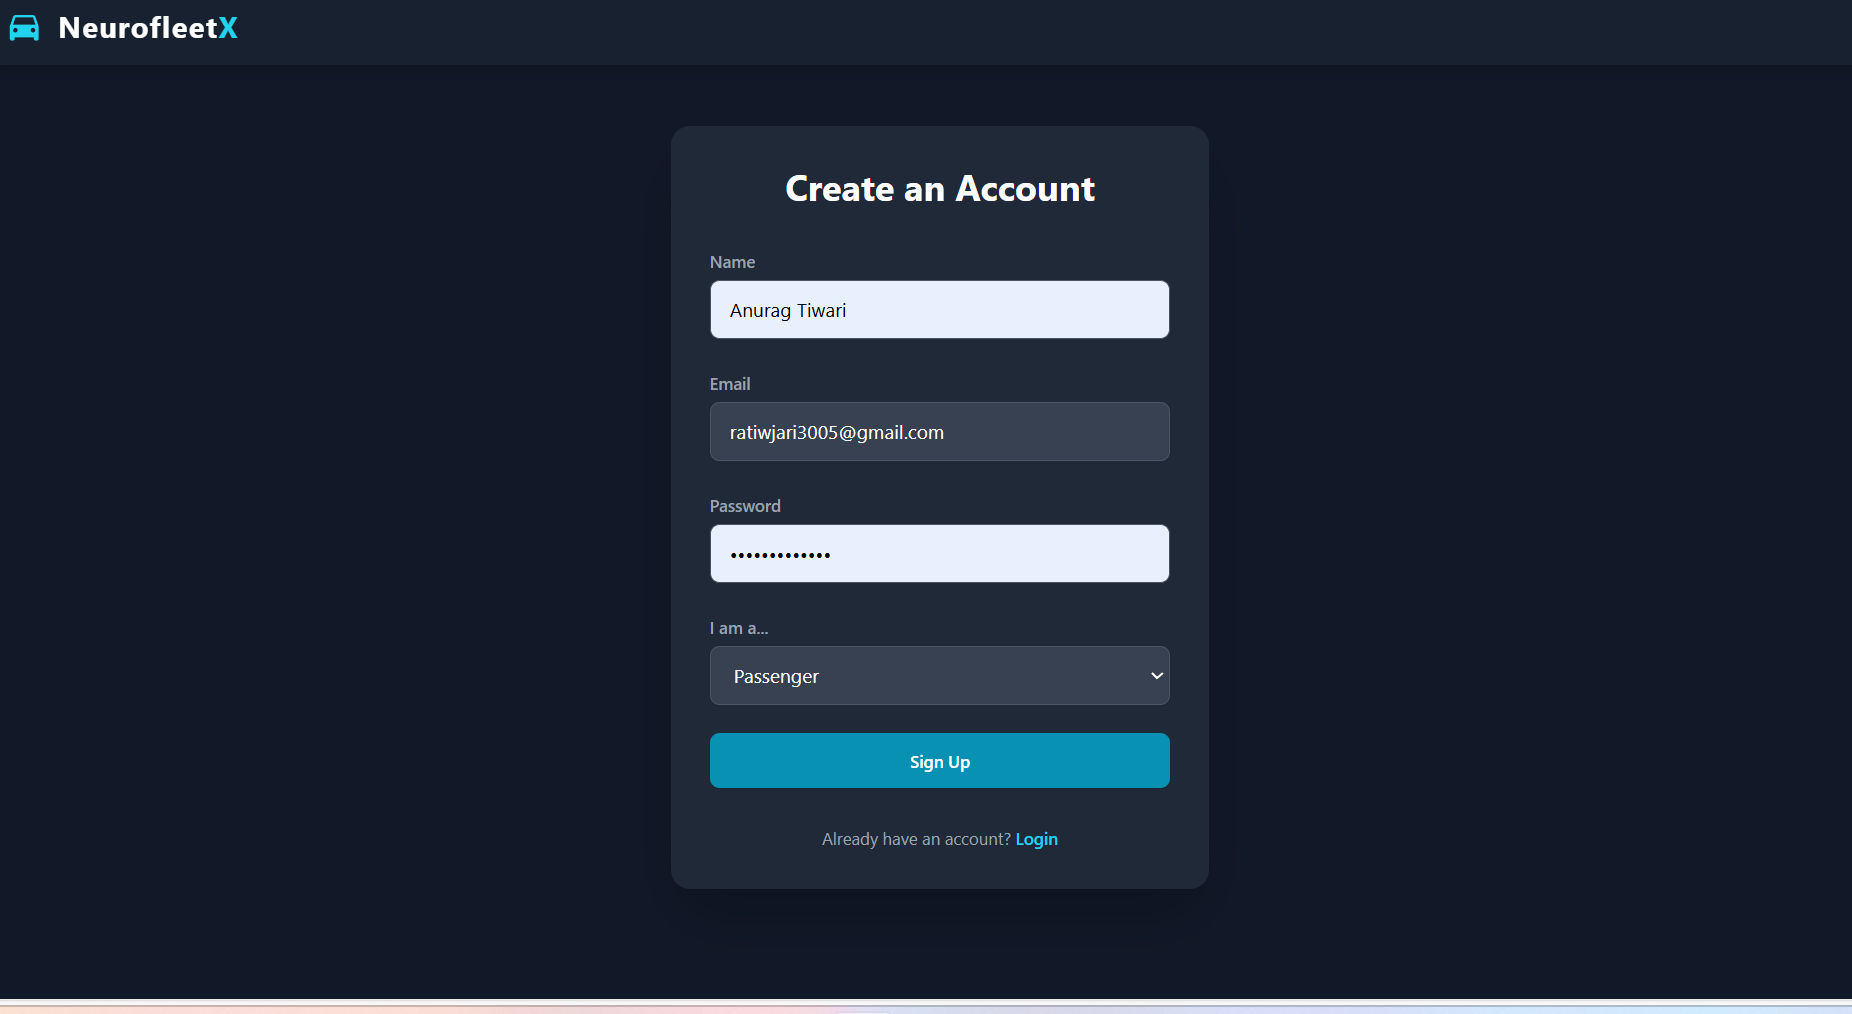 NeurofleetX
Create an Account
Name
Anurag Tiwari
Email
ratiwjari3005@gmail.com
Password
•••••••••••••
I am a...
Passenger
Sign Up
Already have an account? Login